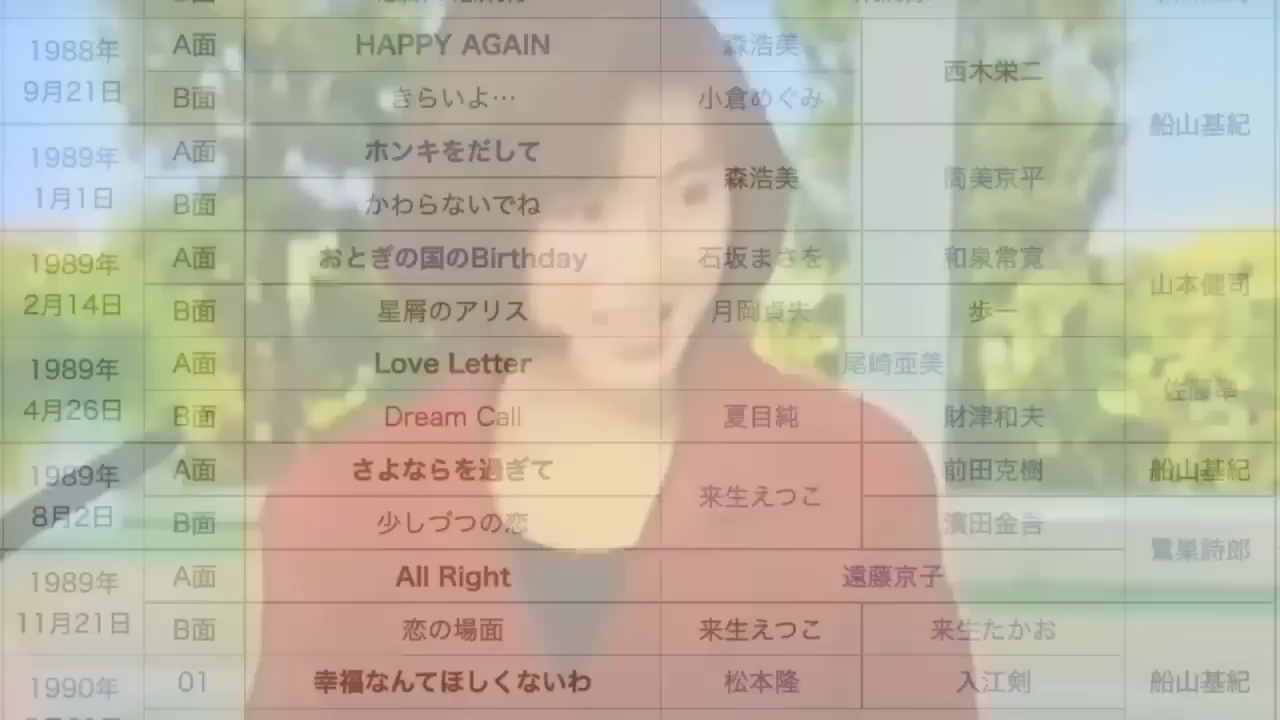 1988年
9月21日
A面
HAPPY AGAIN
森浩美
西木栄二
船山基紀
B面
きらいよ…
小倉めぐみ
1989年
1月1日
A面
ホンキをだして
森浩美
筒美京平
B面
かわらないでね
1989年
2月14日
A面
おとぎの国のBirthday
石坂まさを
和泉常寛
山本健司
B面
星屑のアリス
月岡貞夫
歩一
1989年
4月26日
A面
Love Letter
尾崎亜美
佐藤準
B面
Dream Call
夏目純
財津和夫
1989年
8月2日
A面
さよならを過ぎて
来生えつこ
前田克樹
船山基紀
B面
少しづつの恋
濱田金吾
鷺巣詩郎
1989年
11月21日
A面
All Right
遠藤京子
B面
恋の場面
来生えつこ
来生たかお
1990年
01
幸福なんてほしくないわ
松本隆
入江剣
船山基紀